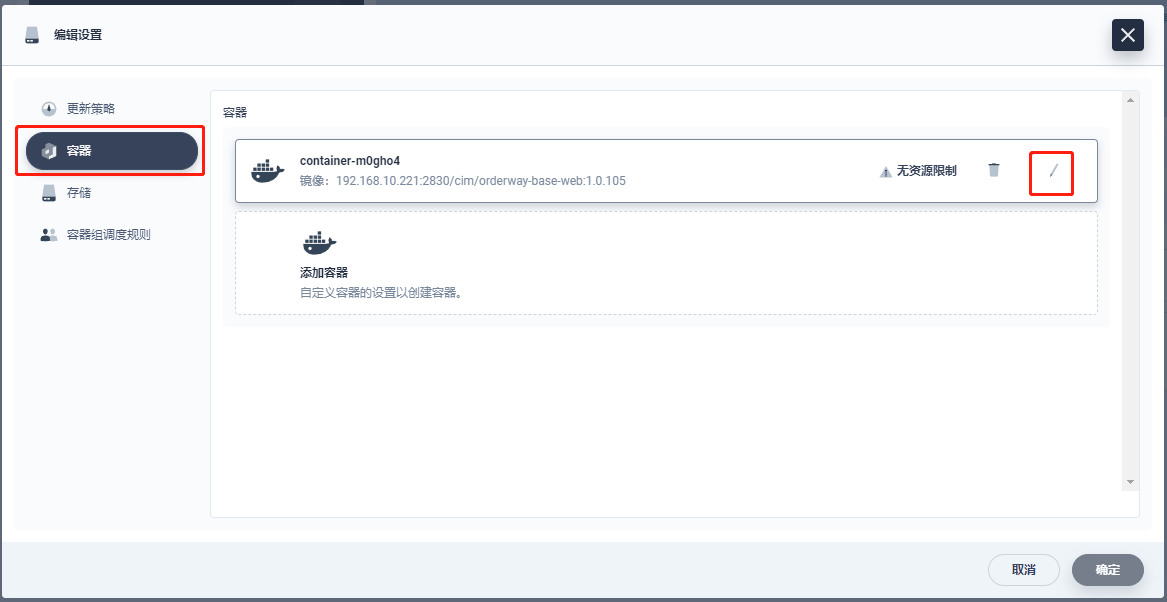 编辑设置
更新策略
容器
存储
容器组调度规则
容器
container-m0gho4
镜像：192.168.10.221:2830/cim/orderway-base-web:1.0.105
无资源限制
添加容器
自定义容器的设置以创建容器。
取消
确定